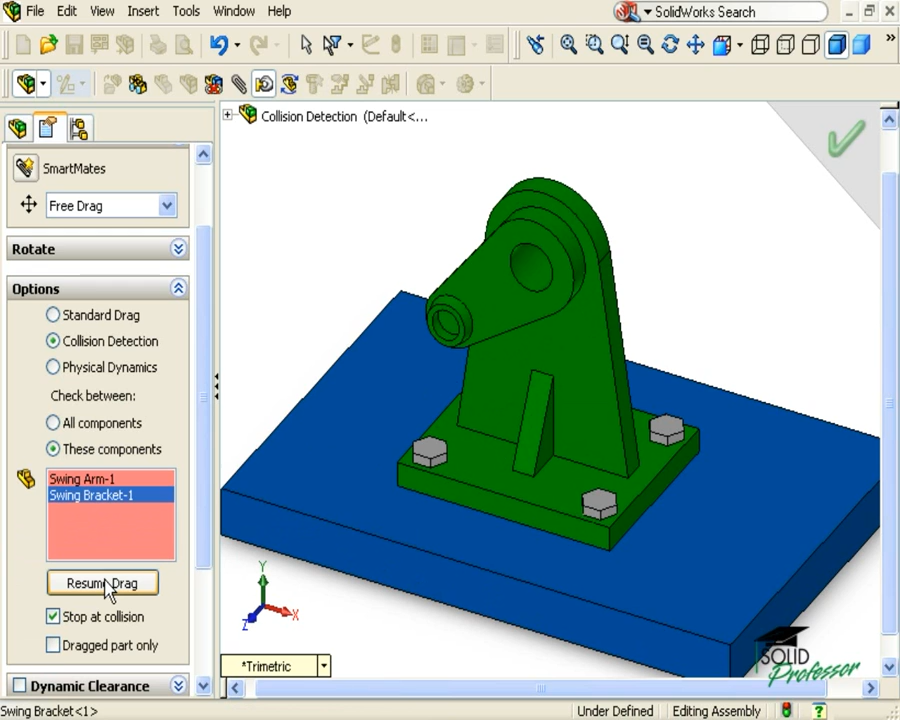 File Edit View Insert Tools Window Help SolidWorks Search
Collision Detection (Default<...
SmartMates
Free Drag
Rotate
Options
Standard Drag
Collision Detection
Physical Dynamics
Check between:
All components
These components
Swing Arm-1
Swing Bracket-1
Resume Drag
Stop at collision
Dragged part only
Dynamic Clearance
Y
X
Z
*Trimetric
SOLID
Professor
Swing Bracket<1> Under Defined Editing Assembly